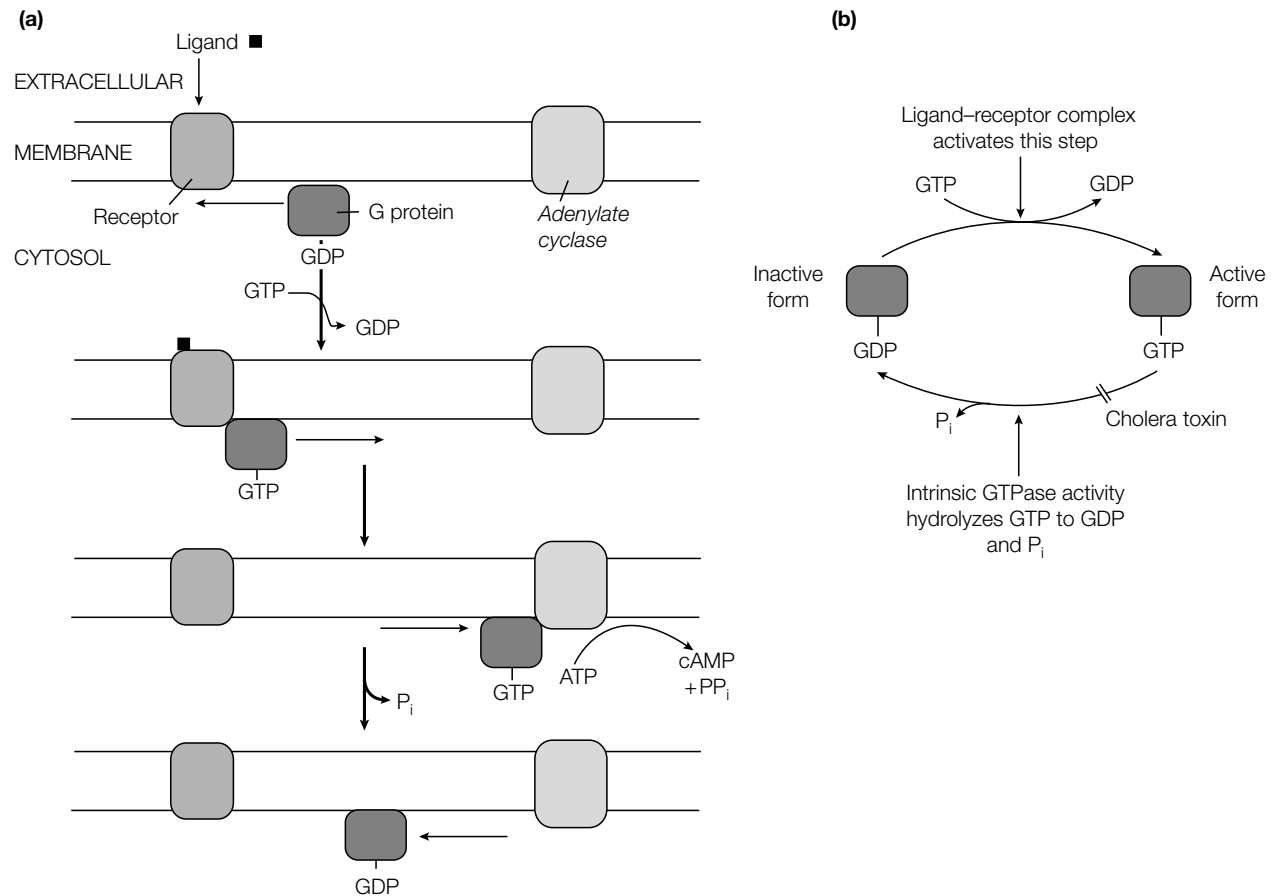 (a)
Ligand
EXTRACELLULAR
MEMBRANE
Receptor
G protein
Adenylate
cyclase
CYTOSOL
GDP
GTP
GDP
GTP
GTP
ATP
cAMP
+PPi
Pi
GDP
(b)
Ligand–receptor complex
activates this step
GTP
GDP
Inactive
form
Active
form
GDP
GTP
Pi
Cholera toxin
Intrinsic GTPase activity
hydrolyzes GTP to GDP
and Pi